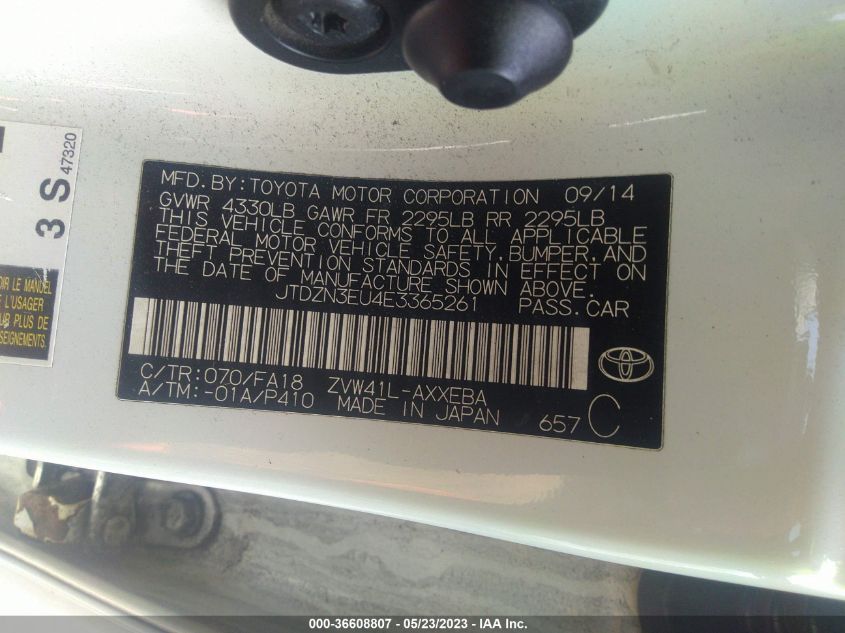 3 S 47320
IR LE MANUEL
L'USAGER
UR PLUS DE
SEIGNEMENTS.
MFD. BY: TOYOTA MOTOR CORPORATION 09/14
GVWR 4330LB GAWR FR 2295LB RR 2295LB
THIS VEHICLE CONFORMS TO ALL APPLICABLE
FEDERAL MOTOR VEHICLE SAFETY, BUMPER, AND
THEFT PREVENTION STANDARDS IN EFFECT ON
THE DATE OF MANUFACTURE SHOWN ABOVE.
JTDZN3EU4E3365261 PASS. CAR
C/TR: 070/FA18 ZVW41L-AXXEBA
A/TM: -01A/P410 MADE IN JAPAN 657 C
000-36608807 - 05/23/2023 - IAA Inc.